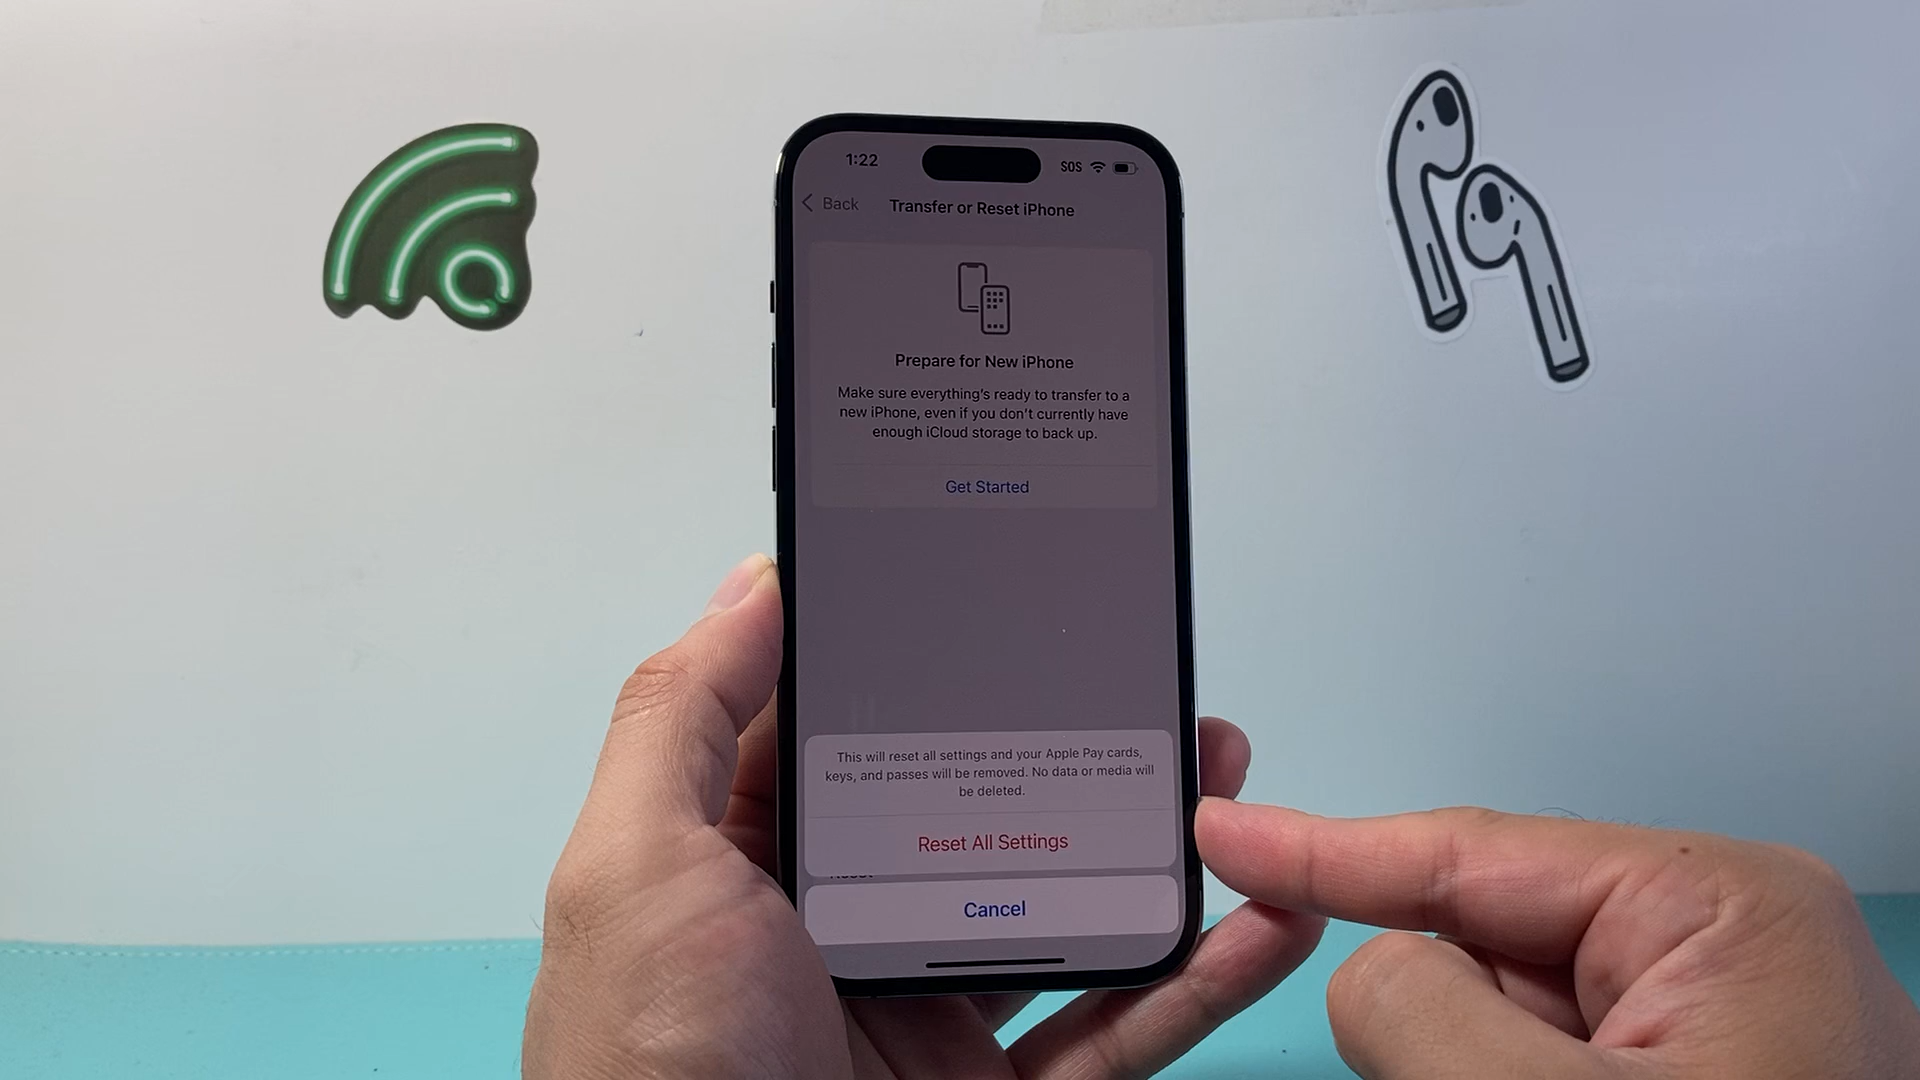 1:22
SOS
Back
Transfer or Reset iPhone
Prepare for New iPhone
Make sure everything's ready to transfer to a
new iPhone, even if you don't currently have
enough iCloud storage to back up.
Get Started
This will reset all settings and your Apple Pay cards,
keys, and passes will be removed. No data or media will
be deleted.
Reset All Settings
Cancel